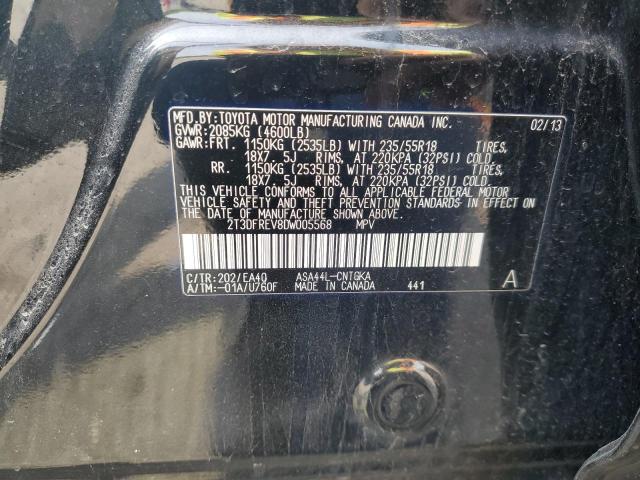 MFD.BY:TOYOTA MOTOR MANUFACTURING CANADA INC. 02/13
GVWR:2085KG (4600LB)
GAWR:FRT. 1150KG (2535LB) WITH 235/55R18 TIRES,
18X7. 5J RIMS, AT 220KPA (32PSI) COLD
RR. 1150KG (2535LB) WITH 235/55R18 TIRES,
18X7. 5J RIMS, AT 220KPA (32PSI) COLD
THIS VEHICLE CONFORMS TO ALL APPLICABLE FEDERAL MOTOR
VEHICLE SAFETY AND THEFT PREVENTION STANDARDS IN EFFECT ON
THE DATE OF MANUFACTURE SHOWN ABOVE.
2T3DFREV8DW005568 MPV
C/TR:202/EA40 ASA44L-CNTGKA A
A/TM:-01A/U760F MADE IN CANADA 441